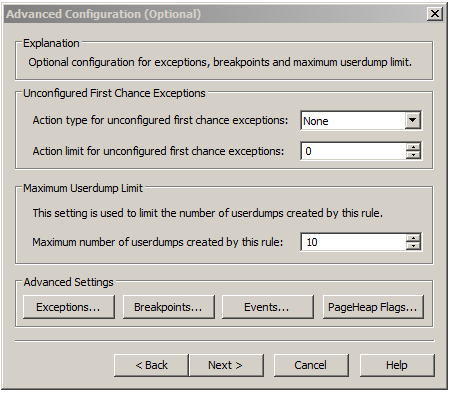 Advanced Configuration (Optional)
Explanation
Optional configuration for exceptions, breakpoints and maximum userdump limit.
Unconfigured First Chance Exceptions
Action type for unconfigured first chance exceptions: None
Action limit for unconfigured first chance exceptions: 0
Maximum Userdump Limit
This setting is used to limit the number of userdumps created by this rule.
Maximum number of userdumps created by this rule: 10
Advanced Settings
Exceptions... Breakpoints... Events... PageHeap Flags...
< Back Next > Cancel Help